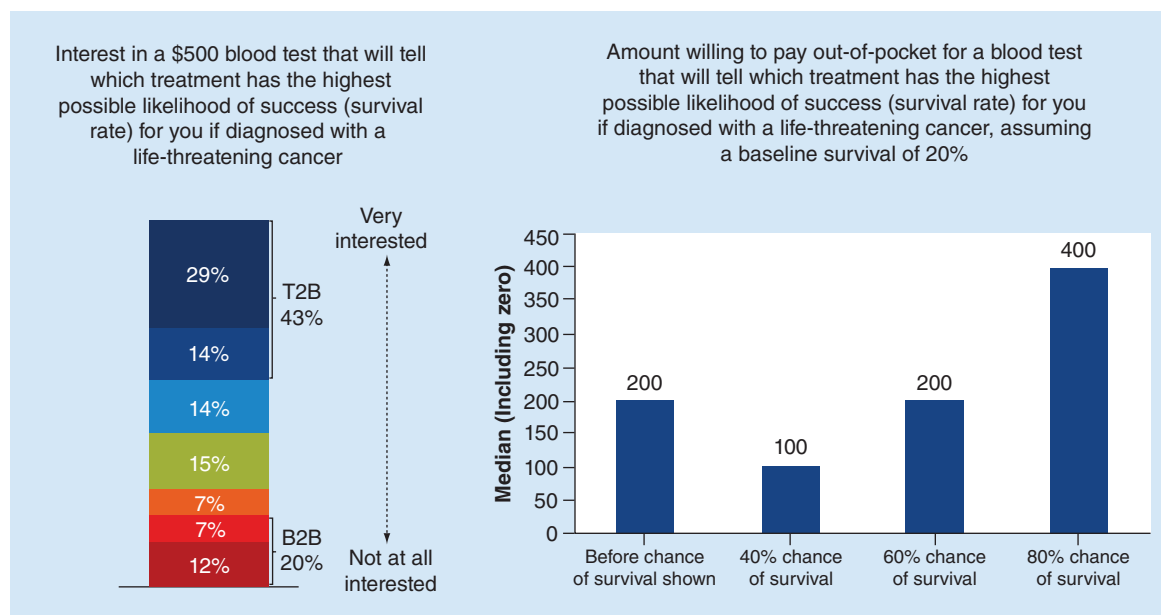 Interest in a $500 blood test that will tell
which treatment has the highest
possible likelihood of success (survival
rate) for you if diagnosed with a
life-threatening cancer
29%
14%
14%
15%
7%
7%
12%
T2B
43%
B2B
20%
Very
interested
Not at all
interested
Amount willing to pay out-of-pocket for a blood test
that will tell which treatment has the highest
possible likelihood of success (survival rate) for you
if diagnosed with a life-threatening cancer, assuming
a baseline survival of 20%
Median (Including zero)
450
400
350
300
250
200
150
100
50
0
200
100
200
400
Before chance
of survival shown
40% chance
of survival
60% chance
of survival
80% chance
of survival